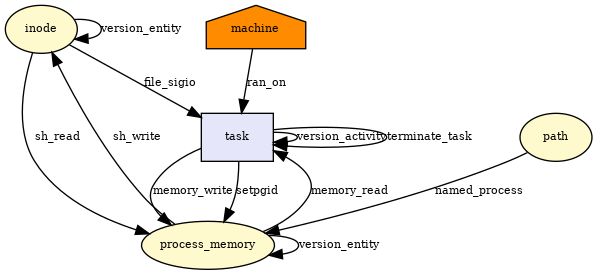 inode
version_entity
machine
file_sigio
ran_on
sh_read
sh_write
task
version_activity
terminate_task
path
memory_write
setpgid
memory_read
named_process
process_memory
version_entity